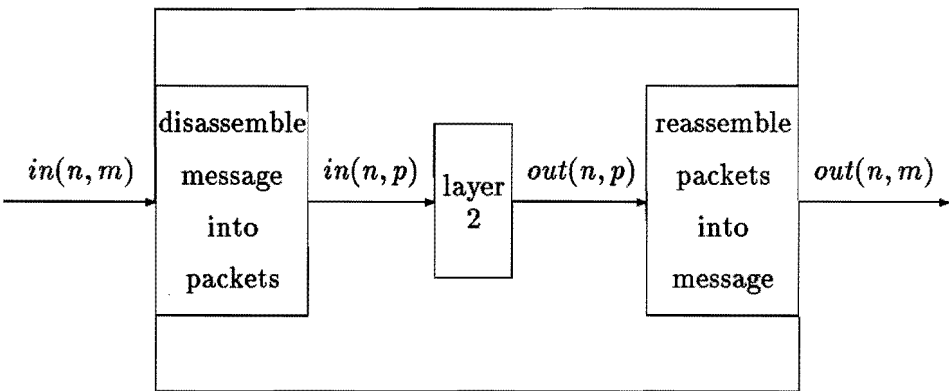 in(n, m)
disassemble
message
into
packets
in(n, p)
layer
2
out(n, p)
reassemble
packets
into
message
out(n, m)